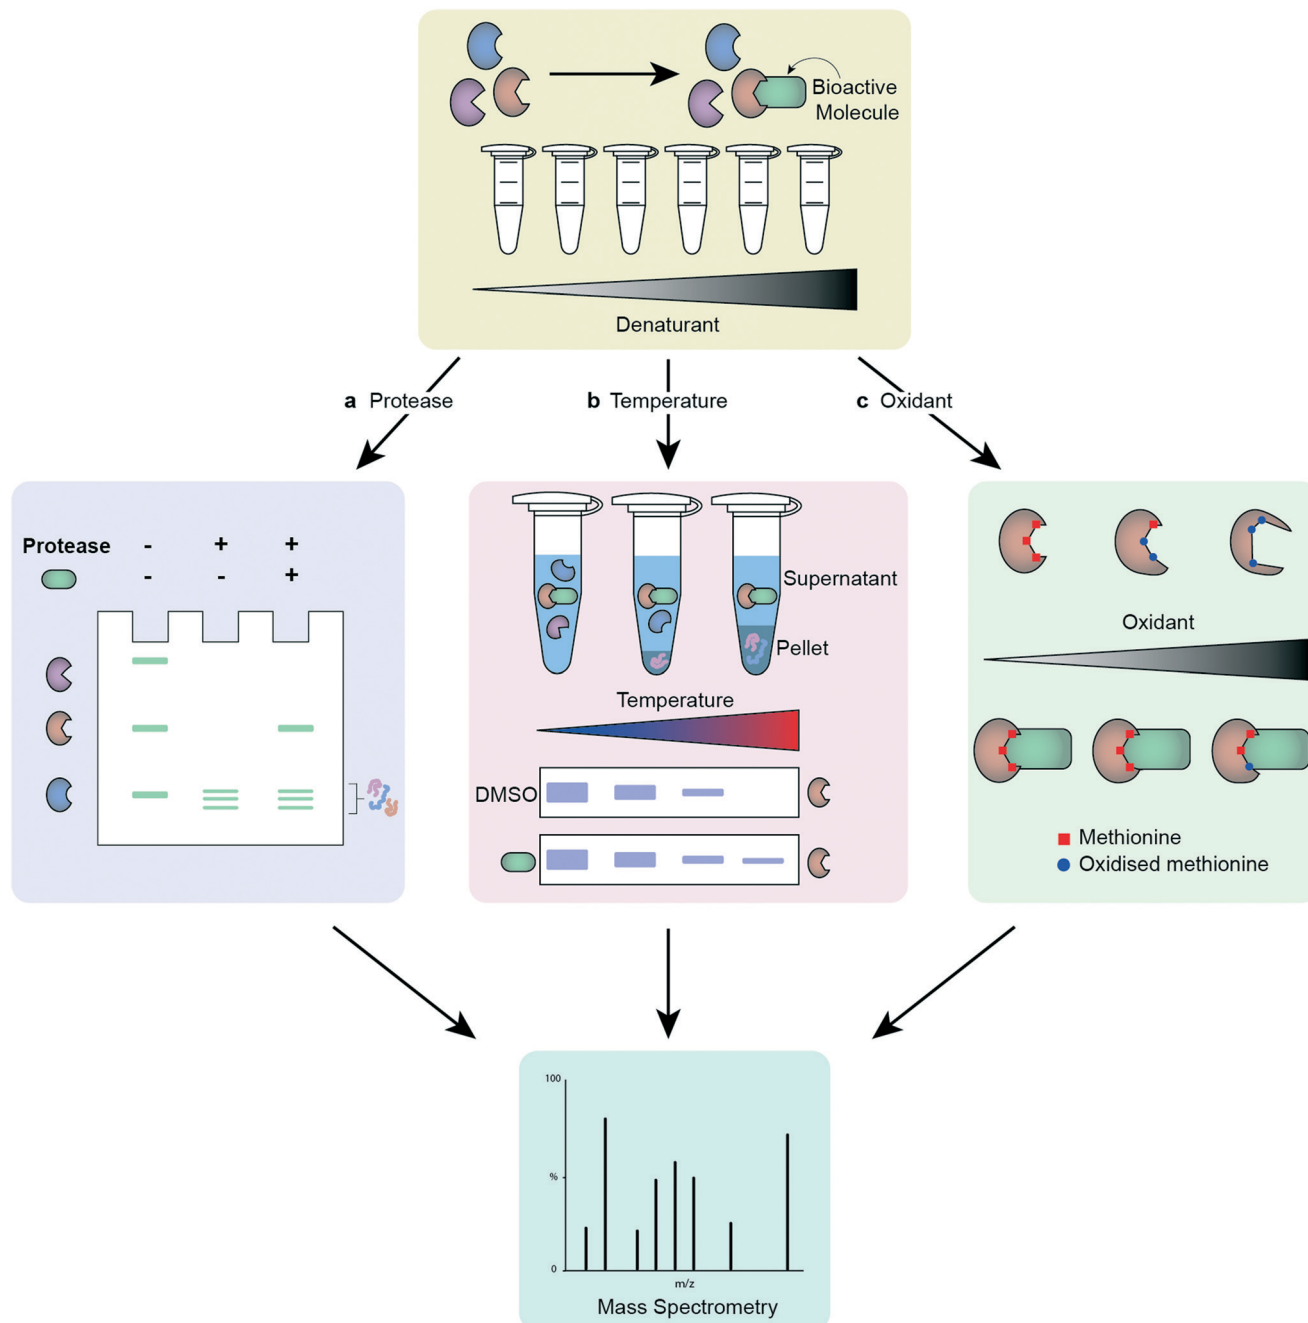 Bioactive
Molecule
Denaturant
a Protease
b Temperature
c Oxidant
Protease - + +
- - +
Supernatant
Pellet
Temperature
DMSO
Oxidant
Methionine
Oxidised methionine
100
%
0
m/z
Mass Spectrometry